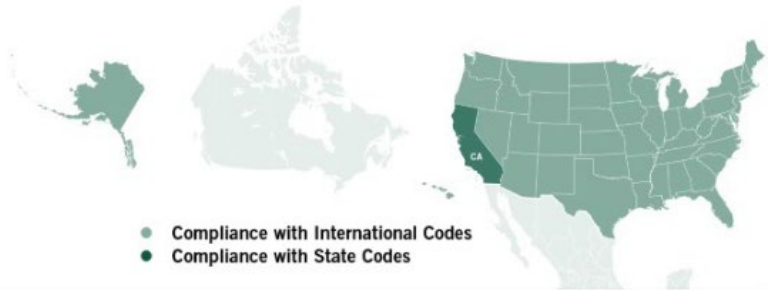 CA
Compliance with International Codes
Compliance with State Codes